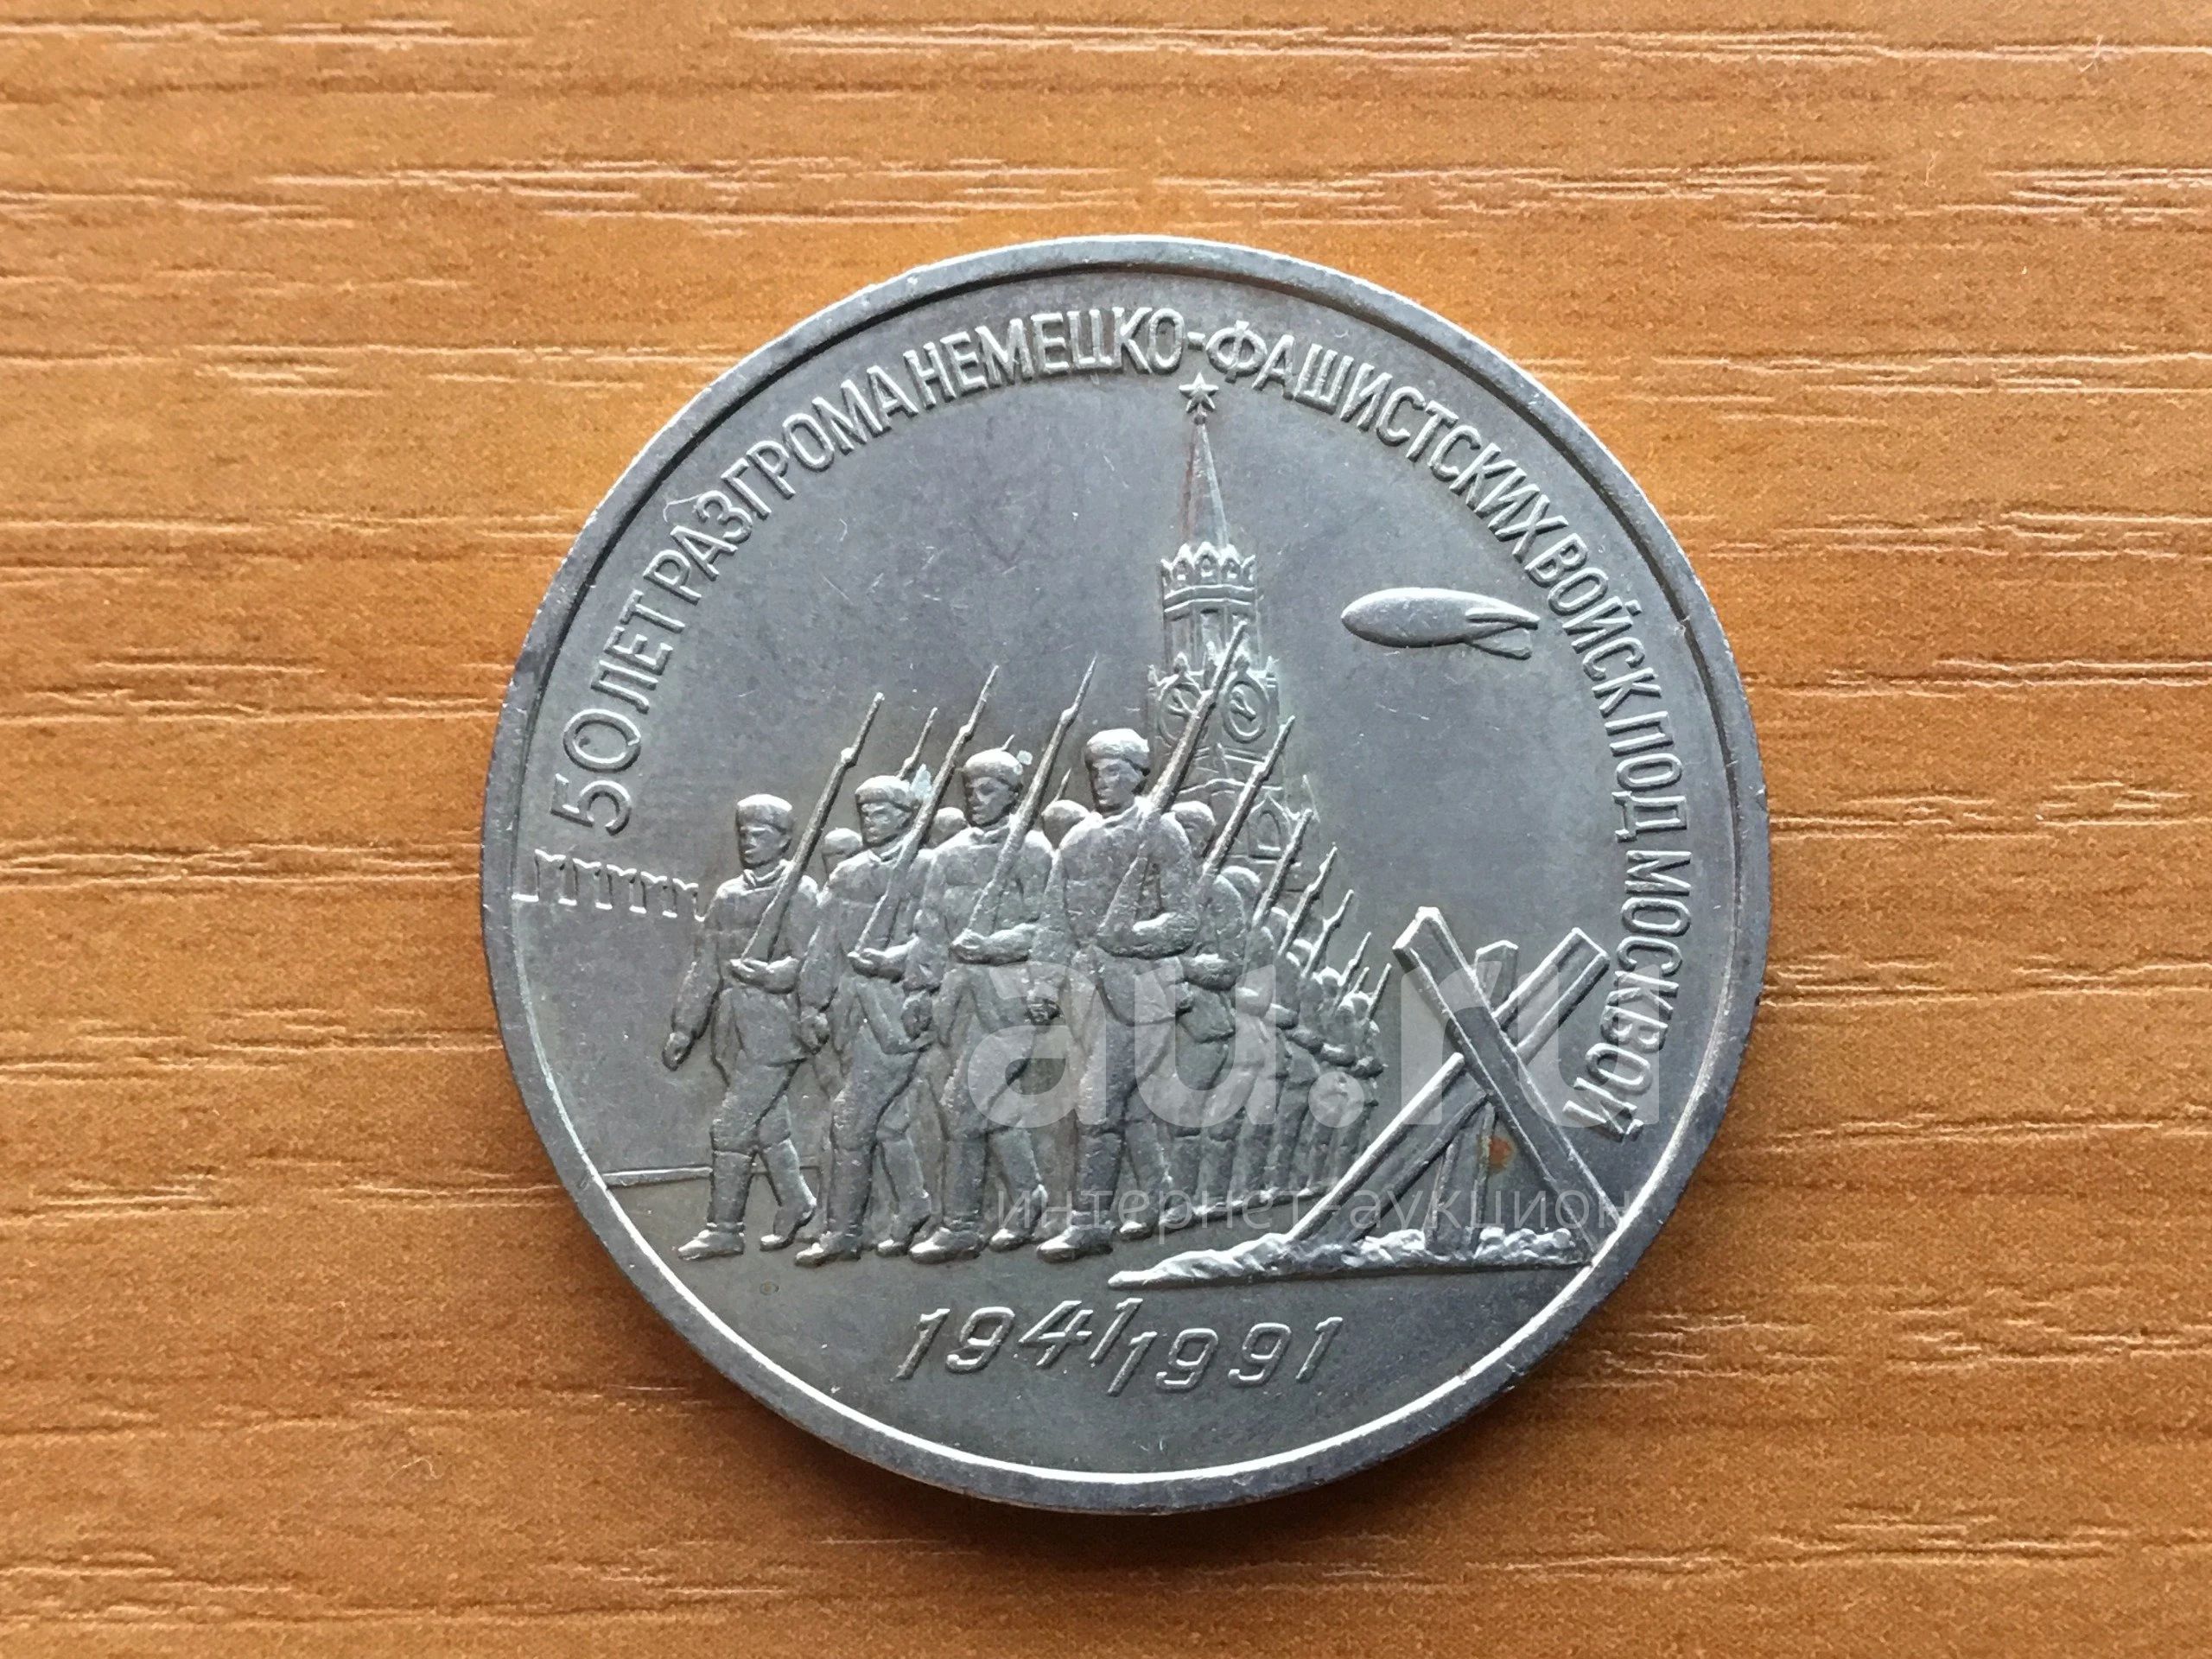 50 ЛЕТ РАЗГРОМА НЕМЕЦКО-ФАШИСТСКИХ ВОЙСК ПОД МОСКВОЙ
au.ru
интернет-аукцион
1941/1991